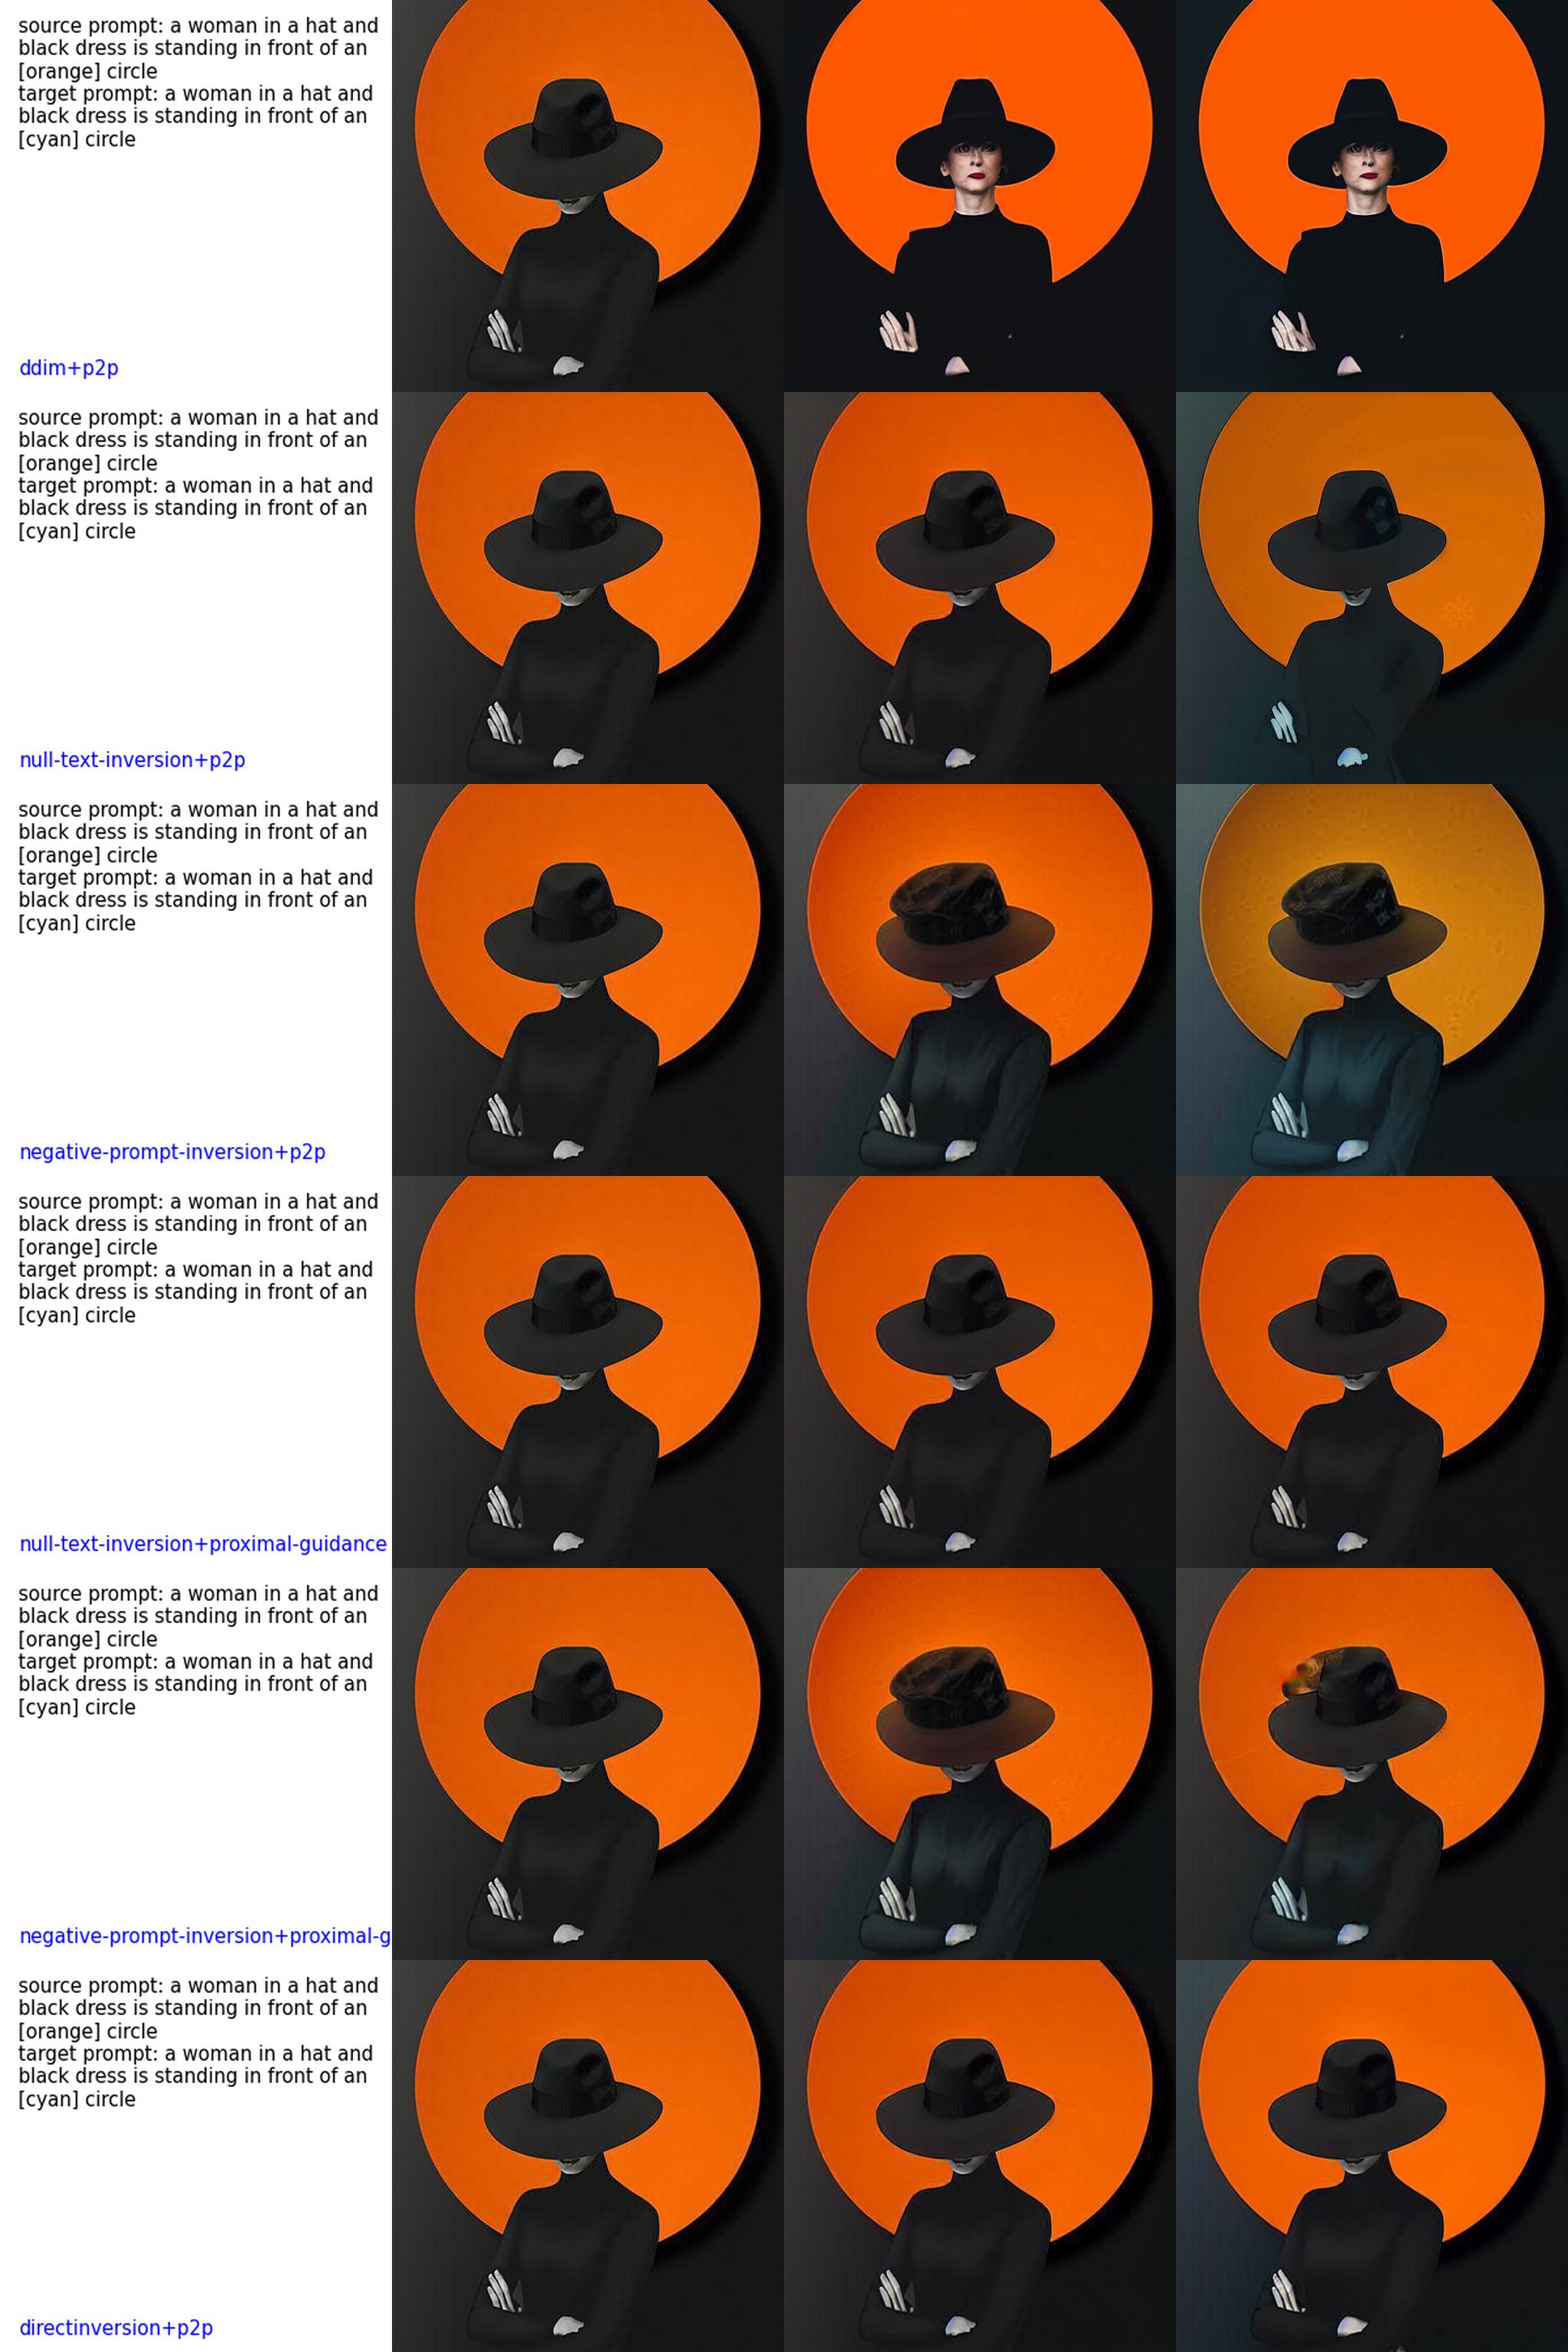 source prompt: a woman in a hat and
black dress is standing in front of an
[orange] circle
target prompt: a woman in a hat and
black dress is standing in front of an
[cyan] circle
ddim+p2p
source prompt: a woman in a hat and
black dress is standing in front of an
[orange] circle
target prompt: a woman in a hat and
black dress is standing in front of an
[cyan] circle
null-text-inversion+p2p
source prompt: a woman in a hat and
black dress is standing in front of an
[orange] circle
target prompt: a woman in a hat and
black dress is standing in front of an
[cyan] circle
negative-prompt-inversion+p2p
source prompt: a woman in a hat and
black dress is standing in front of an
[orange] circle
target prompt: a woman in a hat and
black dress is standing in front of an
[cyan] circle
null-text-inversion+proximal-guidance
source prompt: a woman in a hat and
black dress is standing in front of an
[orange] circle
target prompt: a woman in a hat and
black dress is standing in front of an
[cyan] circle
negative-prompt-inversion+proximal-g
source prompt: a woman in a hat and
black dress is standing in front of an
[orange] circle
target prompt: a woman in a hat and
black dress is standing in front of an
[cyan] circle
directinversion+p2p